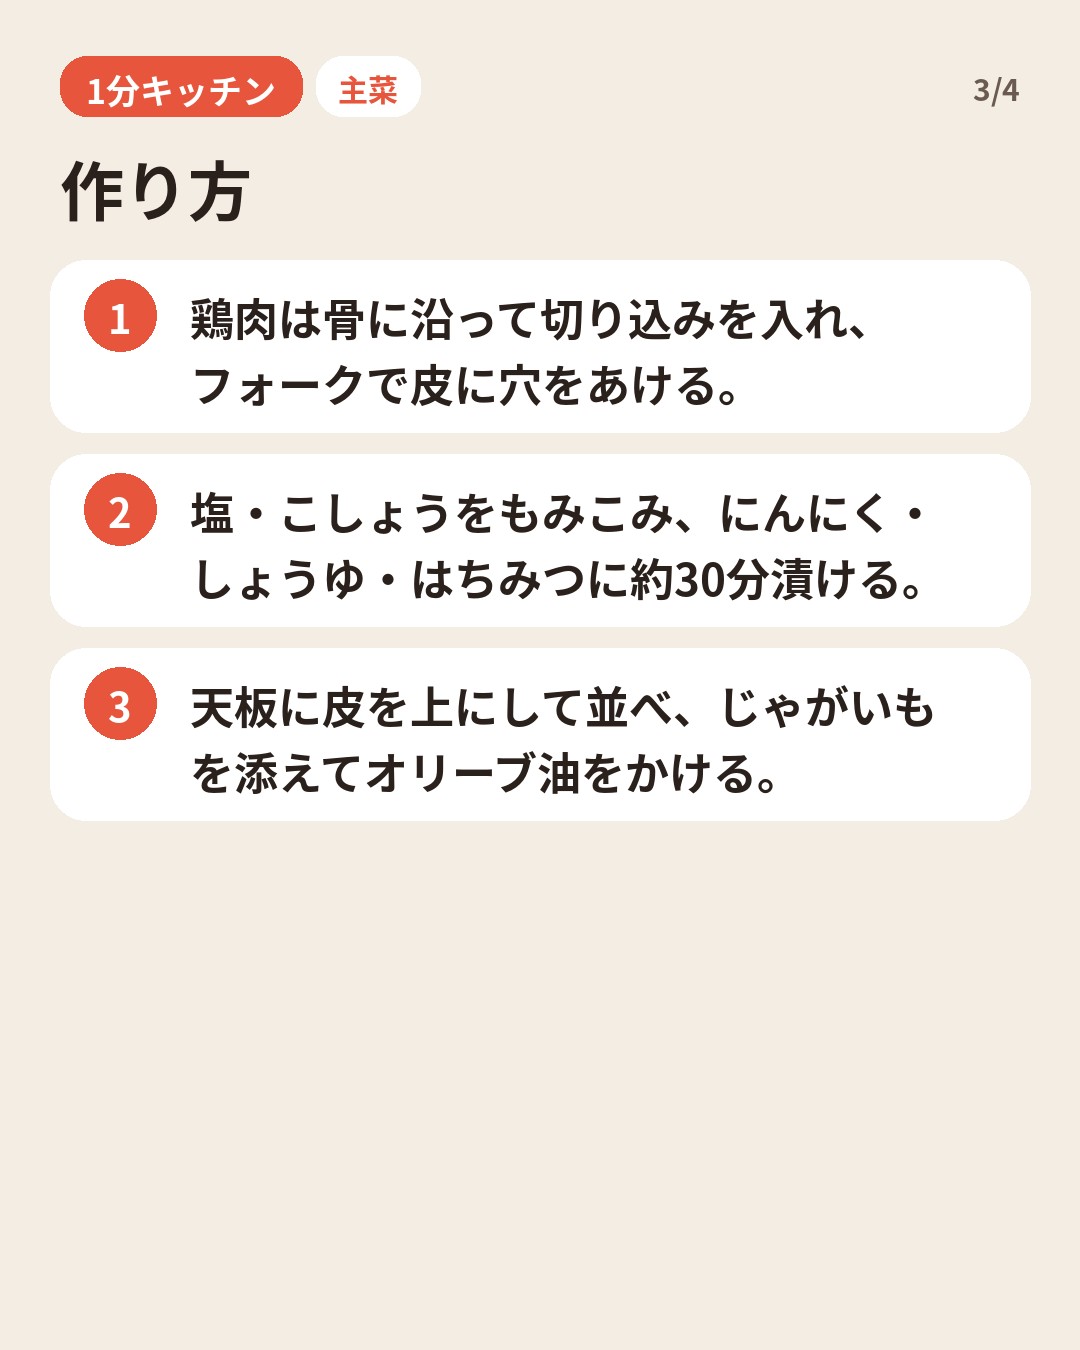 1分キッチン
主菜
3/4
作り方
1
鶏肉は骨に沿って切り込みを入れ、
フォークで皮に穴をあける。
2
塩・こしょうをもみこみ、にんにく・
しょうゆ・はちみつに約30分漬ける。
3
天板に皮を上にして並べ、じゃがいも
を添えてオリーブ油をかける。